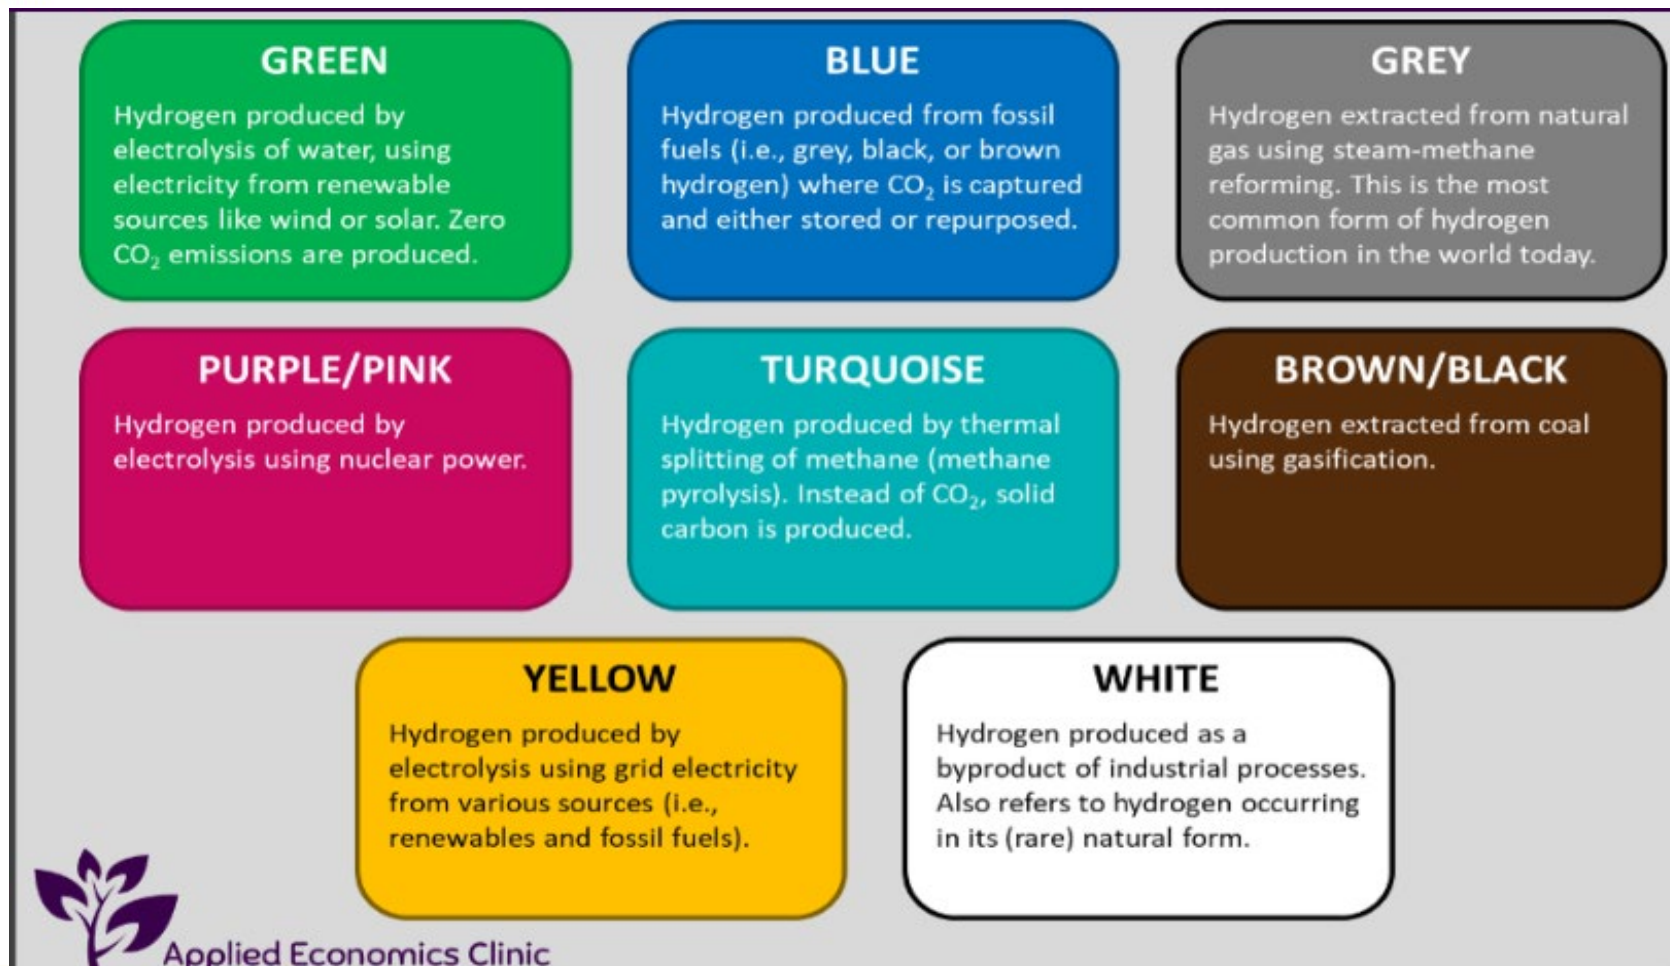 GREEN
Hydrogen produced by
electrolysis of water, using
electricity from renewable
sources like wind or solar. Zero
CO₂ emissions are produced.
BLUE
Hydrogen produced from fossil
fuels (i.e., grey, black, or brown
hydrogen) where CO₂ is captured
and either stored or repurposed.
GREY
Hydrogen extracted from natural
gas using steam-methane
reforming. This is the most
common form of hydrogen
production in the world today.
PURPLE/PINK
Hydrogen produced by
electrolysis using nuclear power.
TURQUOISE
Hydrogen produced by thermal
splitting of methane (methane
pyrolysis). Instead of CO₂, solid
carbon is produced.
BROWN/BLACK
Hydrogen extracted from coal
using gasification.
YELLOW
Hydrogen produced by
electrolysis using grid electricity
from various sources (i.e.,
renewables and fossil fuels).
WHITE
Hydrogen produced as a
byproduct of industrial processes.
Also refers to hydrogen occurring
in its (rare) natural form.
Applied Economics Clinic